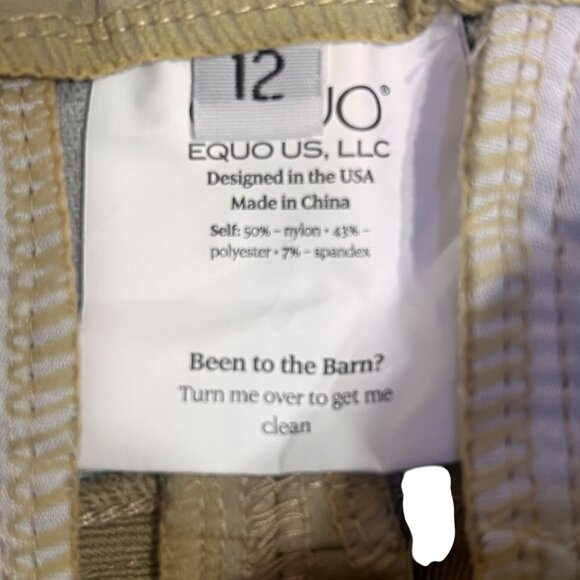 12
UO®
EQUO US, LLC
Designed in the USA
Made in China
Self: 50% – nylon • 43% –
polyester • 7% – spandex
Been to the Barn?
Turn me over to get me
clean